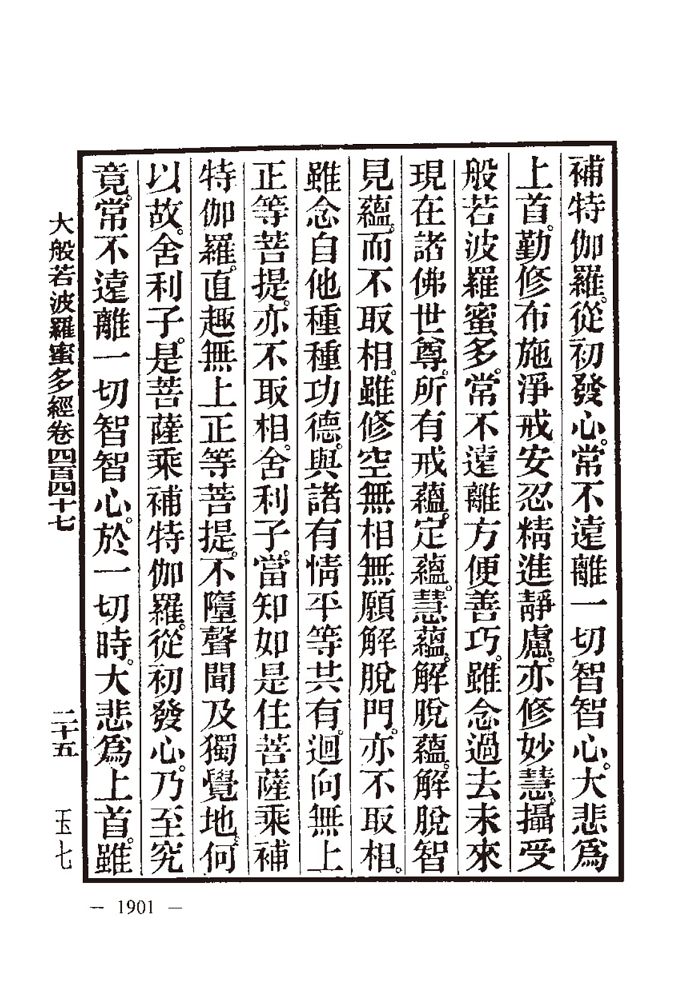 補特伽羅。從初發心。常不遠離一切智智心。大悲爲
上首。勤修布施淨戒安忍精進靜慮。亦修妙慧。攝受
般若波羅蜜多。常不遠離方便善巧。雖念過去未來
現在諸佛世尊。所有戒蘊。定蘊。慧蘊。解脫蘊。解脫智
見蘊。而不取相。雖修空無相無願解脫門。亦不取相。
雖念自他種種功德。與諸有情平等共有。迴向無上
正等菩提。亦不取相。舍利子。當知如是住菩薩乘補
特伽羅。直趣無上正等菩提。不墮聲聞及獨覺地。何
以故。舍利子。是菩薩乘補特伽羅。從初發心。乃至究
竟。常不遠離一切智智心。於一切時。大悲爲上首。雖
大般若波羅蜜多經卷四百四十七 二十五 玉七
— 1901 —